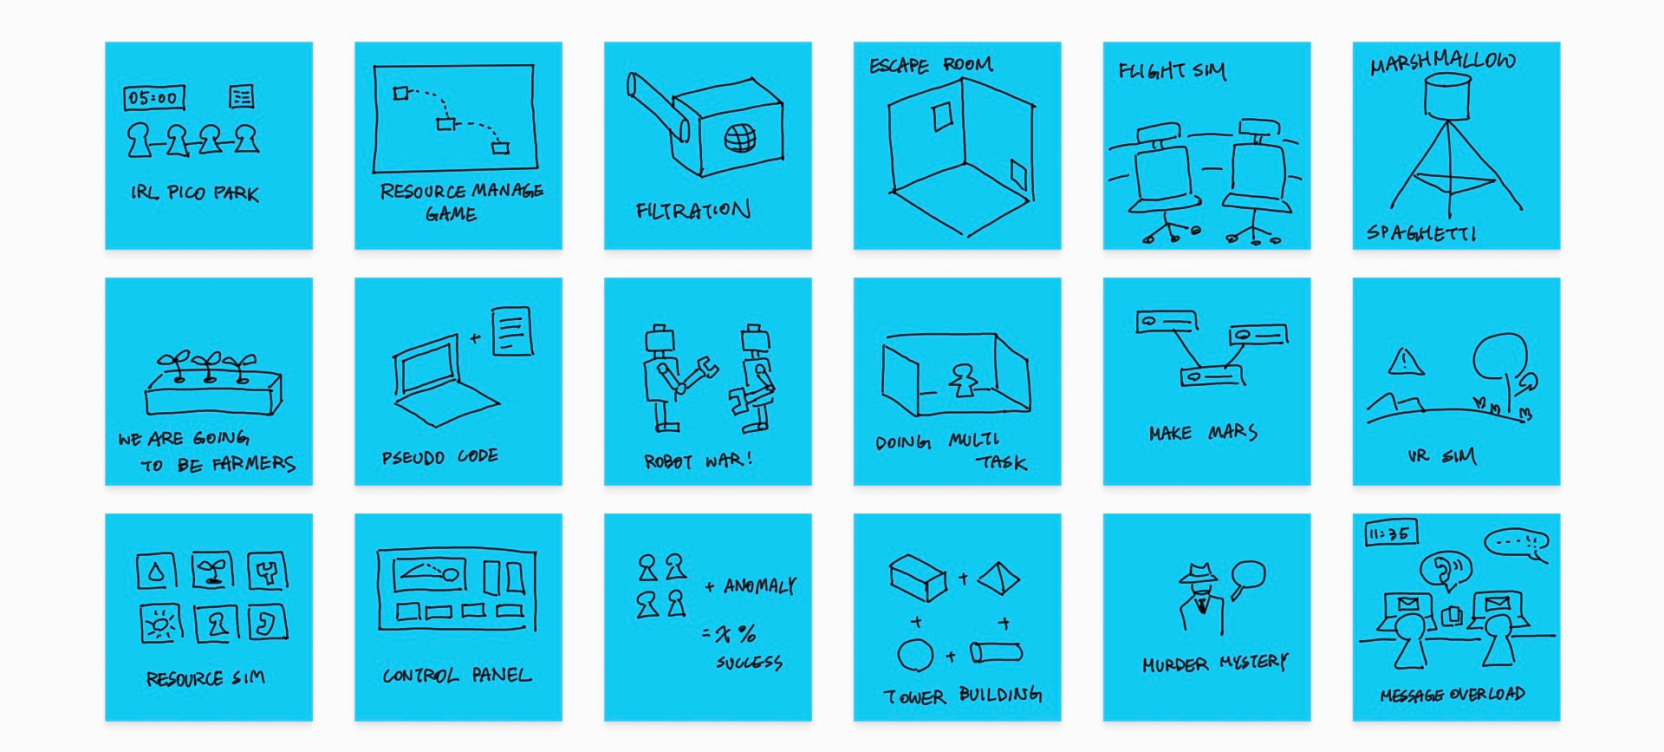 05:00
IRL PICO PARK
RESOURCE MANAGE
GAME
FILTRATION
ESCAPE ROOM
FLIGHT SIM
MARSHMALLOW
SPAGHETTI
WE ARE GOING
TO BE FARMERS
+
PSEUDO CODE
ROBOT WAR!
DOING MULTI
TASK
MAKE MARS
!
VR SIM
RESOURCE SIM
CONTROL PANEL
+ ANOMALY
= X %
SUCCESS
+
+ +
+
TOWER BUILDING
MURDER MYSTERY
11:35
MESSAGE OVERLOAD